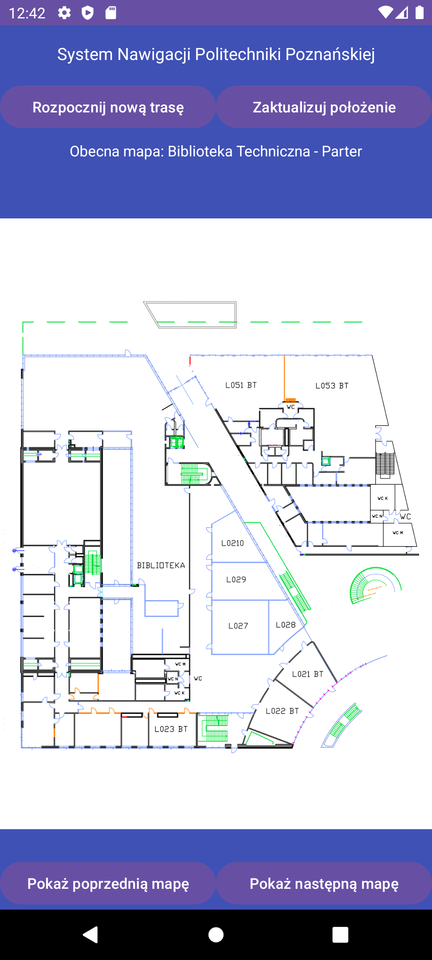 12:42
System Nawigacji Politechniki Poznańskiej
Rozpocznij nową trasę
Zaktualizuj położenie
Obecna mapa: Biblioteka Techniczna - Parter
L051 BT
L053 BT
WC
WC K
WC N
WC
WC M
L0210
BIBLIOTEKA
L029
L027
L028
WC M
WC N
WC
WC K
L021 BT
L022 BT
L023 BT
Pokaż poprzednią mapę
Pokaż następną mapę